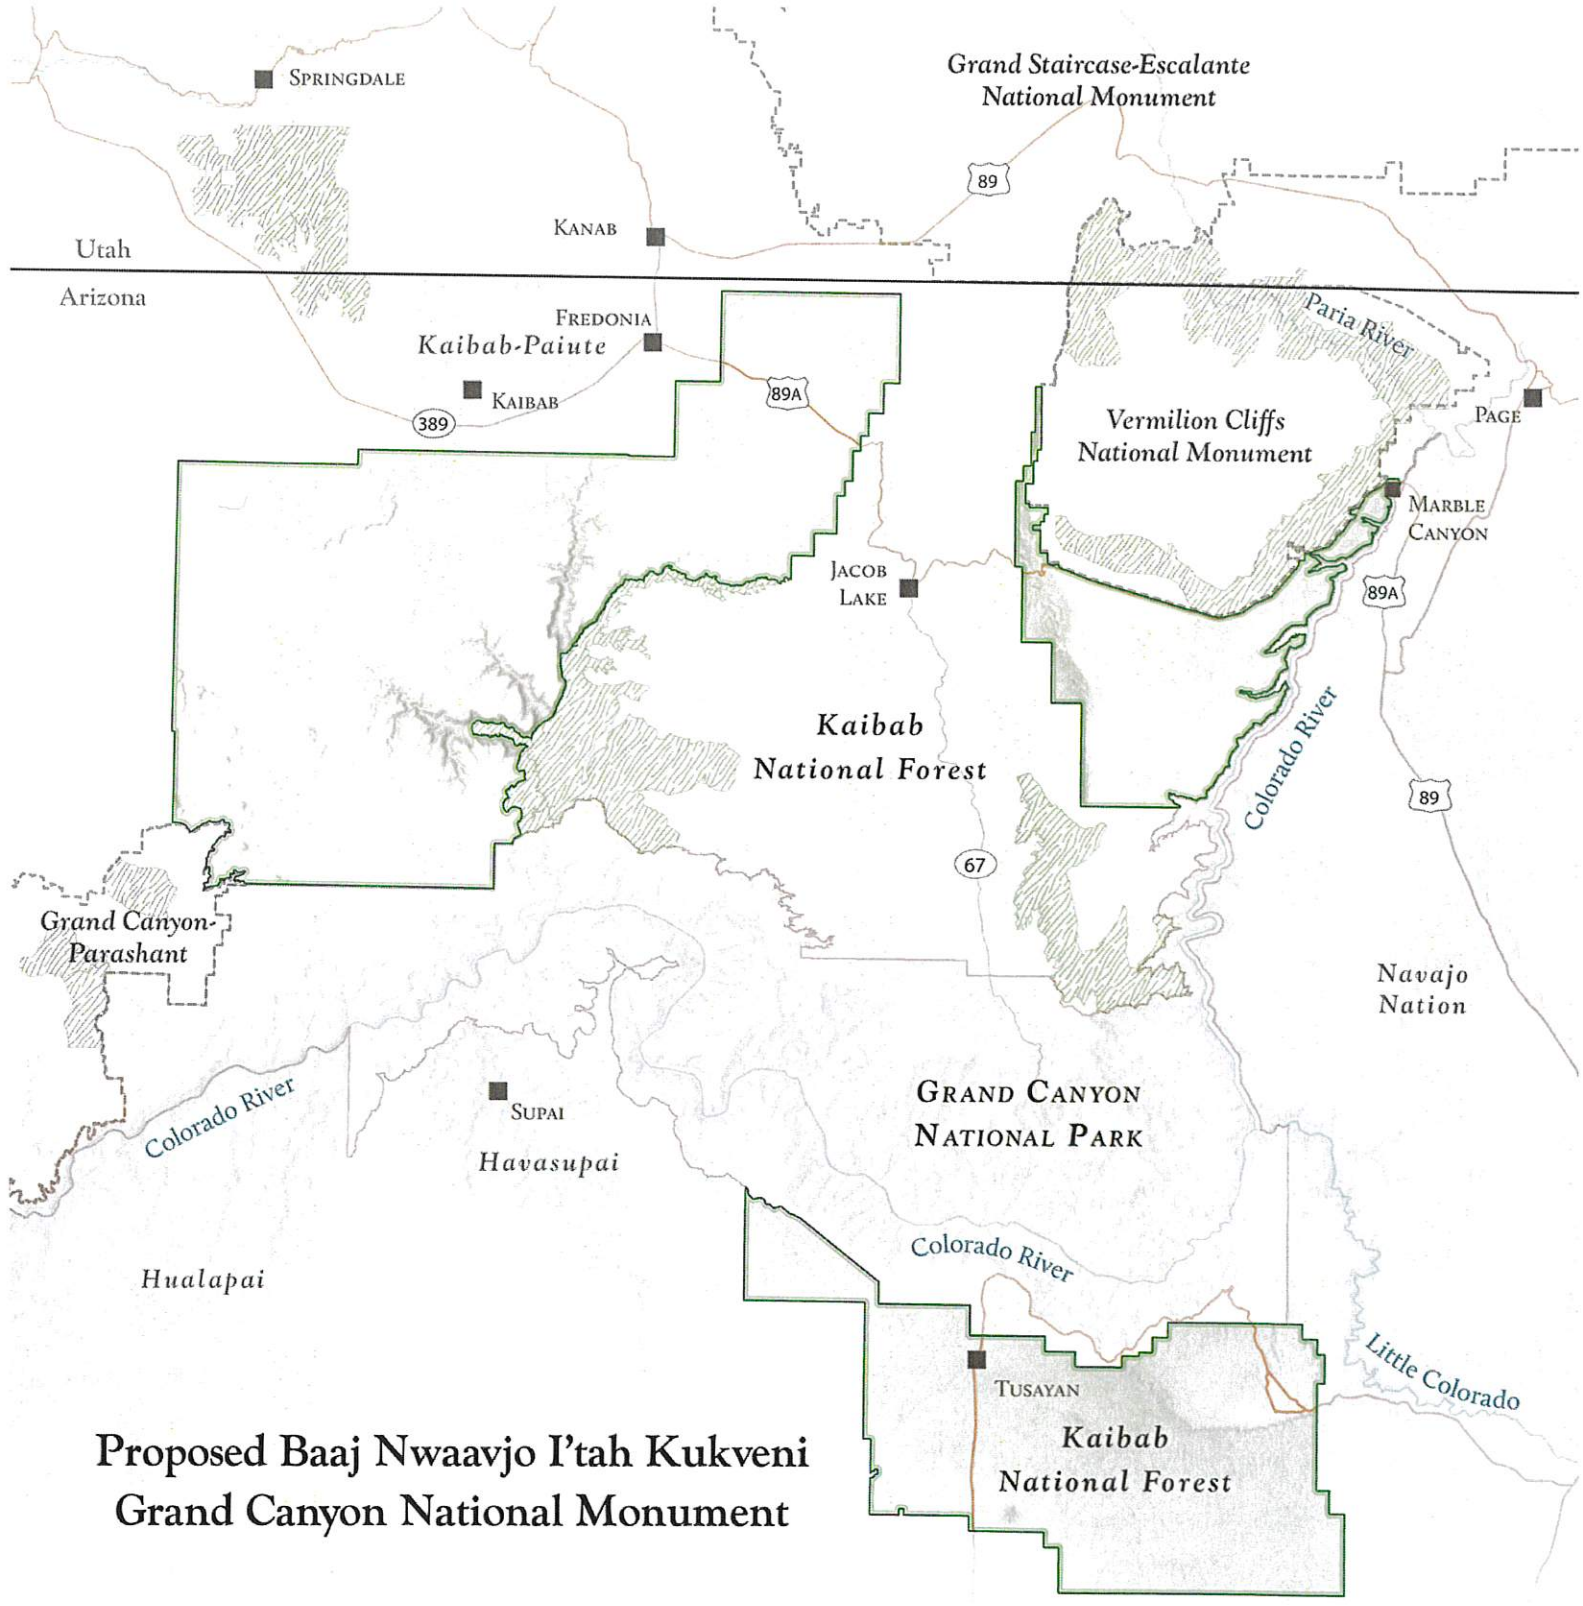 Grand Staircase-Escalante
National Monument
SPRINGDALE
89
KANAB
Utah
Arizona
Paria River
FREDONIA
Kaibab-Paiute
KAIBAB
89A
389
Vermilion Cliffs
National Monument
PAGE
MARBLE
CANYON
JACOB
LAKE
89A
Kaibab
National Forest
Colorado River
89
67
Grand Canyon-
Parashant
Navajo
Nation
Colorado River
SUPAI
Havasupai
GRAND CANYON
NATIONAL PARK
Hualapai
Colorado River
Little Colorado
TUSAYAN
Kaibab
National Forest
Proposed Baaj Nwaavjo I'tah Kukveni
Grand Canyon National Monument